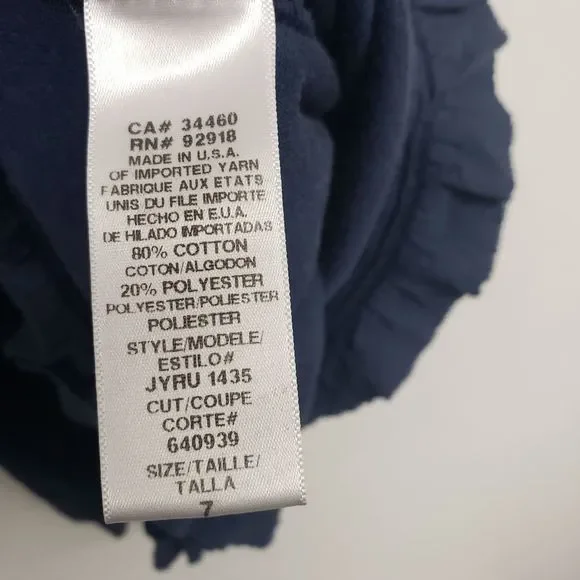 CA# 34460
RN# 92918
MADE IN U.S.A.
OF IMPORTED YARN
FABRIQUE AUX ETATS
UNIS DU FILE IMPORTE
HECHO EN E.U.A.
DE HILADO IMPORTADAS
80% COTTON
COTON/ALGODON
20% POLYESTER
POLYESTER/POLIESTER
POLIESTER
STYLE/MODELE/
ESTILO#
JYRU 1435
CUT/COUPE
CORTE#
640939
SIZE/TAILLE/
TALLA
7